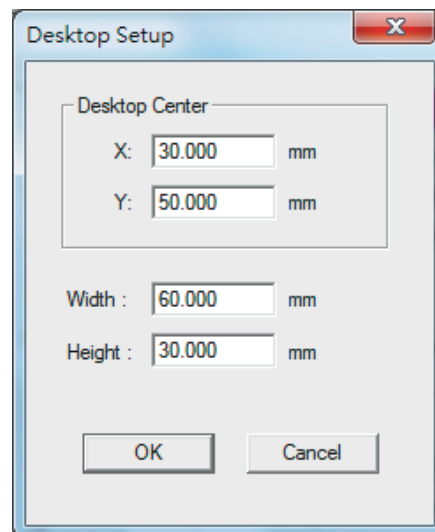 Desktop Setup
Desktop Center
X: 30.000 mm
Y: 50.000 mm
Width : 60.000 mm
Height : 30.000 mm
OK Cancel